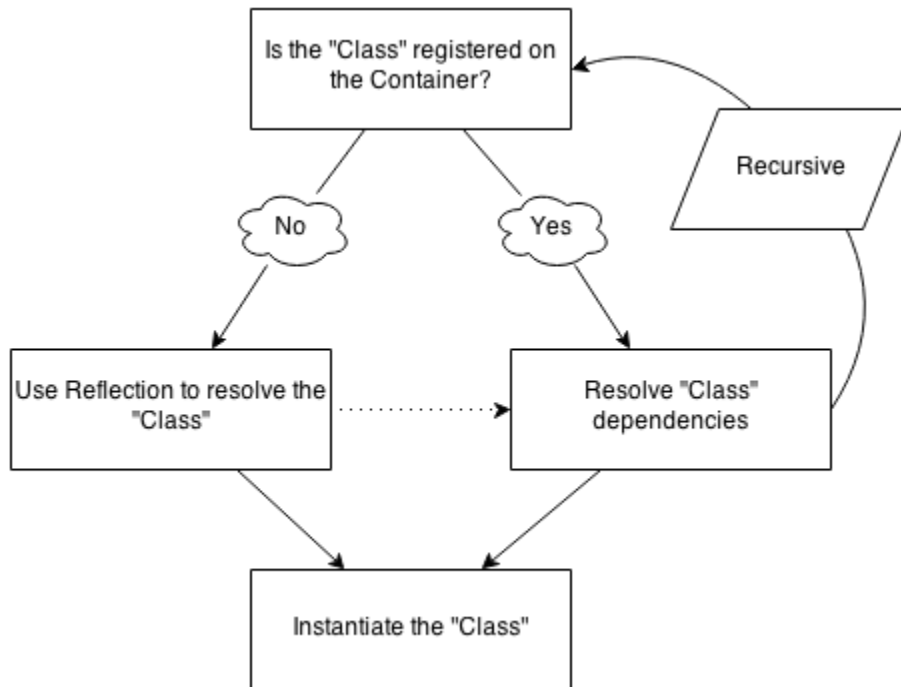 Is the "Class" registered on
the Container?
Recursive
No
Yes
Use Reflection to resolve the
"Class"
Resolve "Class"
dependencies
Instantiate the "Class"